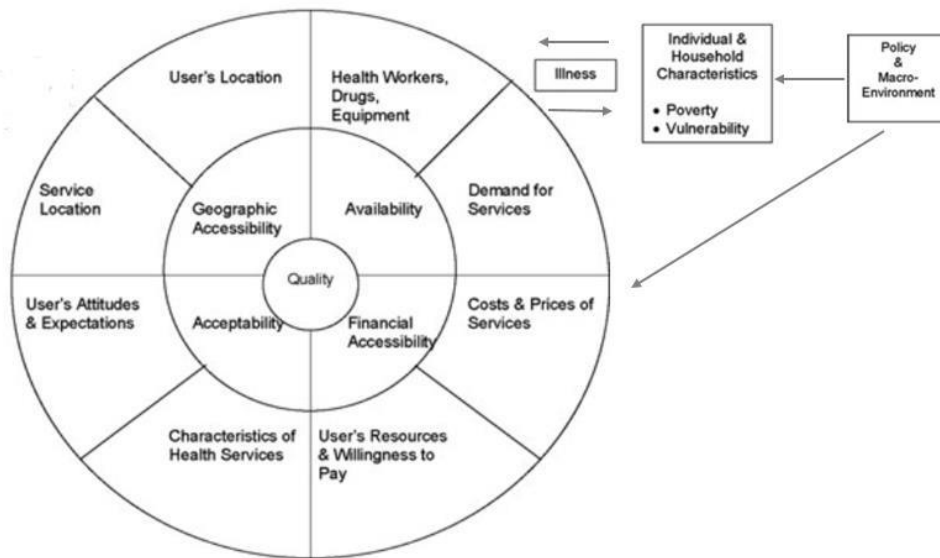 User's Location
Health Workers,
Drugs,
Equipment
Illness
Individual &
Household
Characteristics
• Poverty
• Vulnerability
Policy
&
Macro-
Environment
Service
Location
Geographic
Accessibility
Availability
Demand for
Services
Quality
User's Attitudes
& Expectations
Acceptability
Financial
Accessibility
Costs & Prices of
Services
Characteristics of
Health Services
User's Resources
& Willingness to
Pay